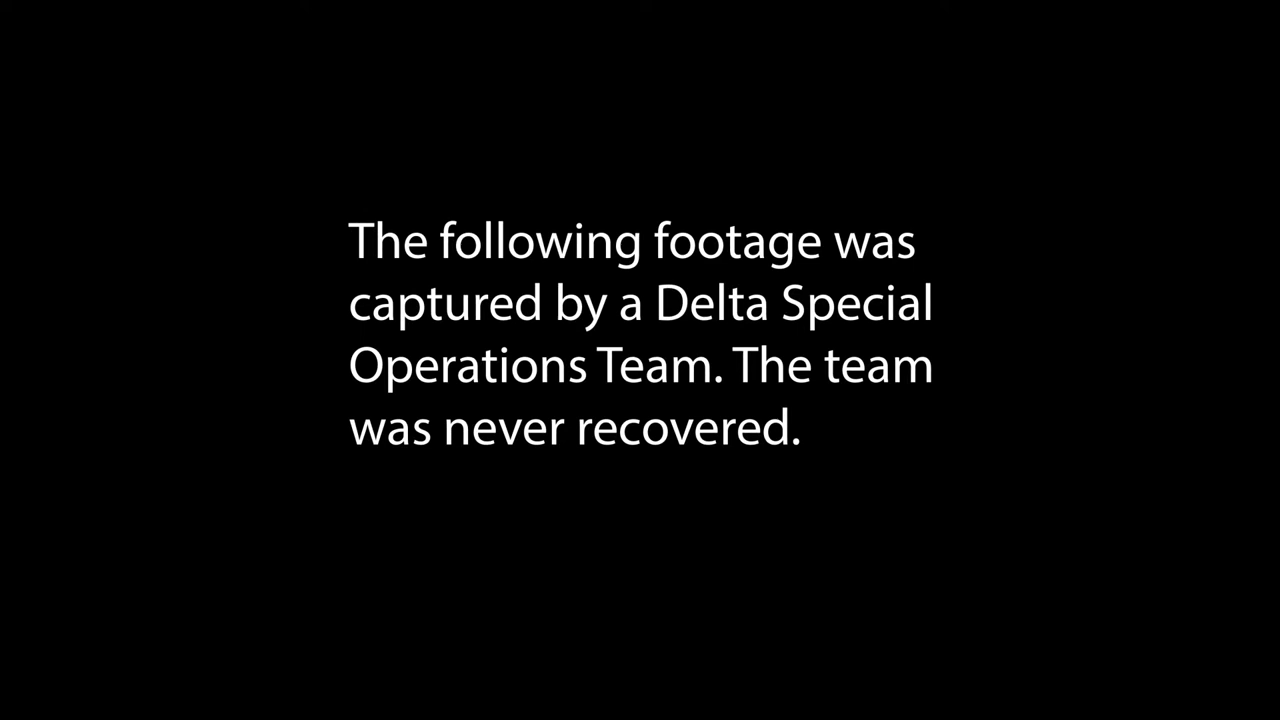 The following footage was
captured by a Delta Special
Operations Team. The team
was never recovered.